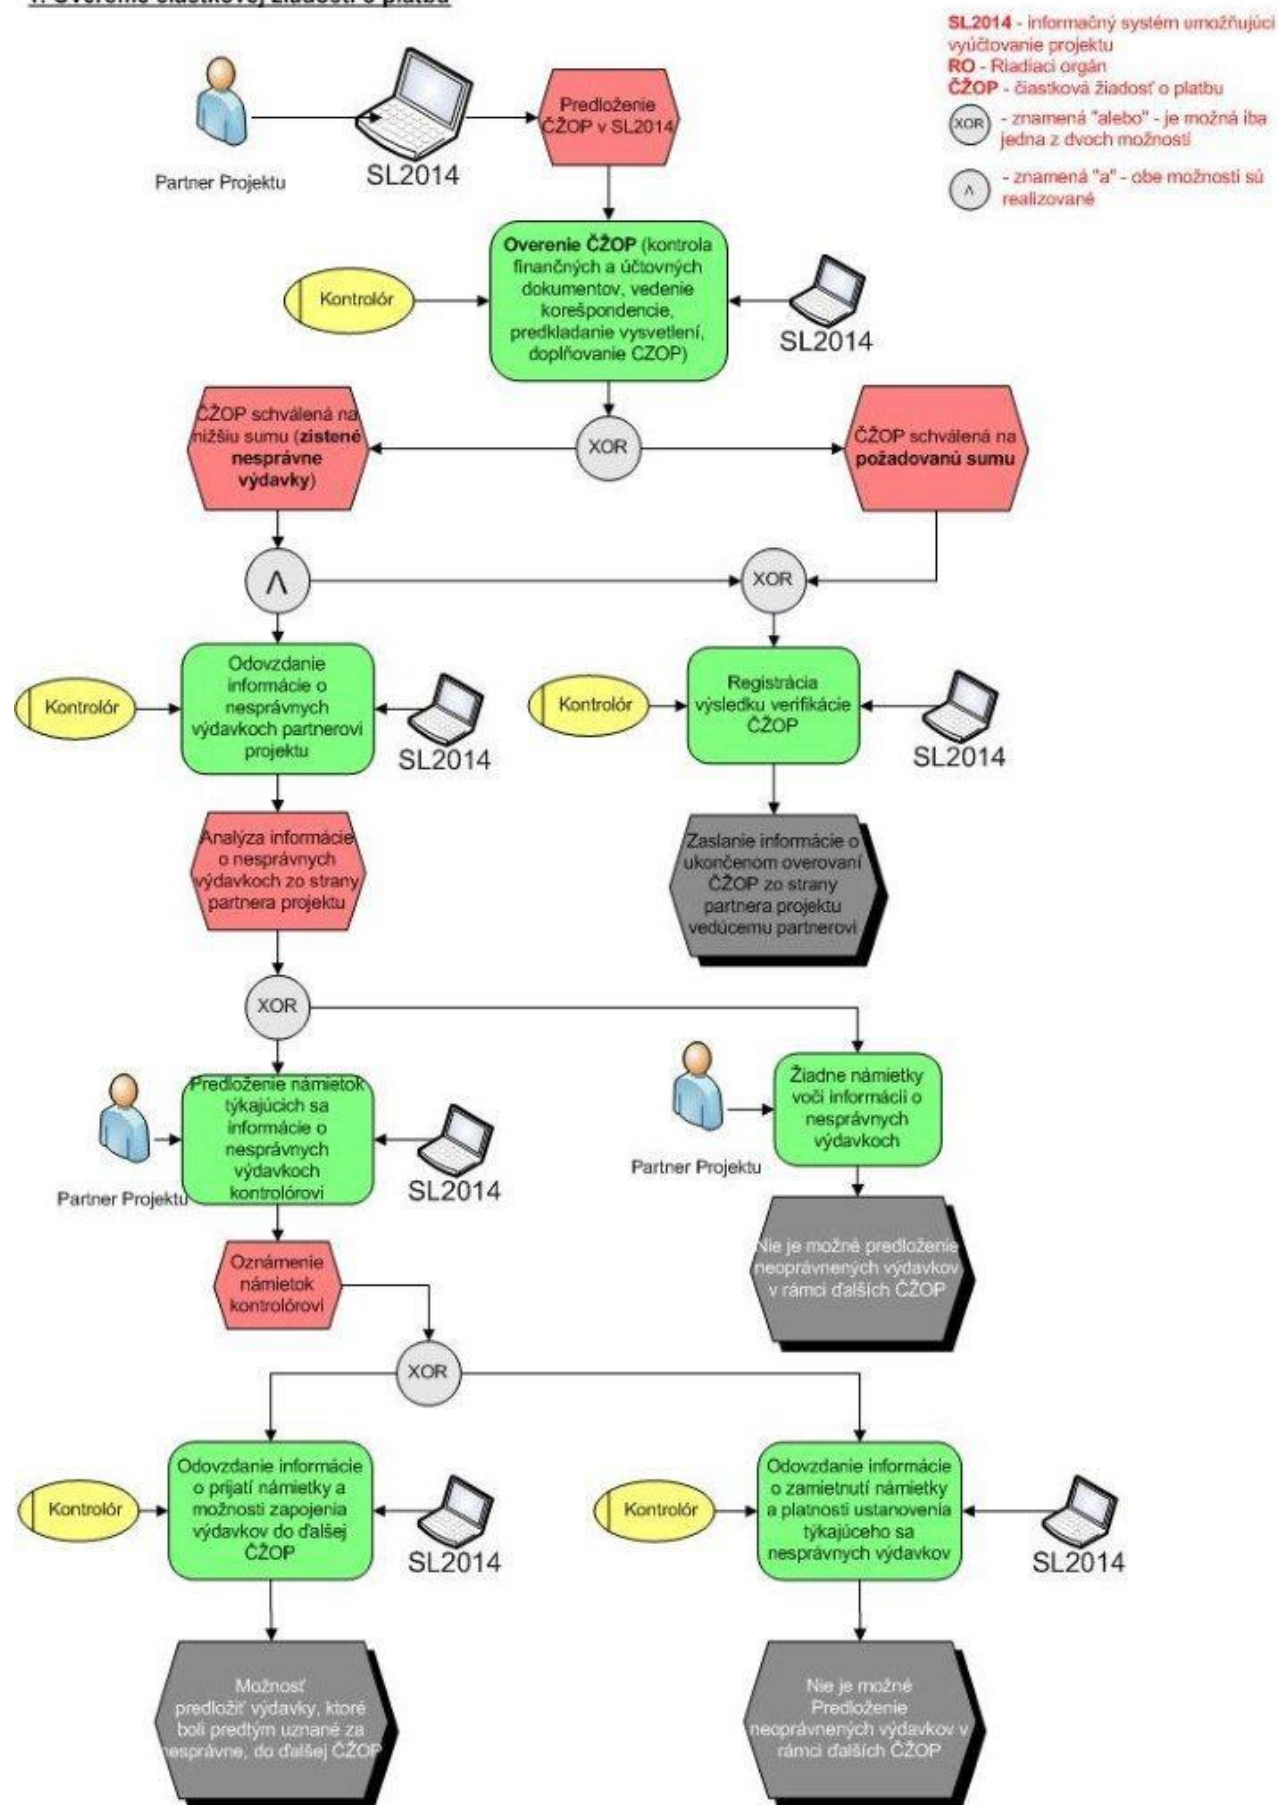 1. Overenie čiastkovej žiadosti o platbu
SL2014 - informačný systém umožňujúci
vyúčtovanie projektu
RO - Riadiaci orgán
ČŽOP - čiastková žiadosť o platbu
XOR
- znamená "alebo" - je možná iba
jedna z dvoch možností
Λ
- znamená "a" - obe možnosti sú
realizované
Partner Projektu
SL2014
Predloženie
ČŽOP v SL2014
Overenie ČŽOP (kontrola
finančných a účtovných
dokumentov, vedenie
korešpondencie,
predkladanie vysvetlení,
doplňovanie CZOP)
Kontrolór
SL2014
ČŽOP schválená na
nižšiu sumu (zistené
nesprávne
výdavky)
XOR
ČŽOP schválená na
požadovanú sumu
Λ
XOR
Kontrolór
Odovzdanie
informácie o
nesprávnych
výdavkoch partnerovi
projektu
SL2014
Kontrolór
Registrácia
výsledku verifikácie
ČŽOP
SL2014
Analýza informácie
o nesprávnych
výdavkoch zo strany
partnera projektu
Zaslanie informácie o
ukončenom overovaní
ČŽOP zo strany
partnera projektu
vedúcemu partnerovi
XOR
Partner Projektu
Predloženie námietok
týkajúcich sa
informácie o
nesprávnych
výdavkoch
kontrolórovi
SL2014
Partner Projektu
Žiadne námietky
voči informácii o
nesprávnych
výdavkoch
Oznámenie
námietok
kontrolórovi
Nie je možné predloženie
neoprávnených výdavkov
v rámci ďalších ČŽOP
XOR
Kontrolór
Odovzdanie informácie
o prijatí námietky a
možnosti zapojenia
výdavkov do ďalšej
ČŽOP
SL2014
Kontrolór
Odovzdanie informácie
o zamietnutí námietky
a platnosti ustanovenia
týkajúceho sa
nesprávnych výdavkov
SL2014
Možnosť
predložiť výdavky, ktoré
boli predtým uznané za
nesprávne, do ďalšej ČŽOP
Nie je možné
Predloženie
neoprávnených výdavkov v
rámci ďalších ČŽOP